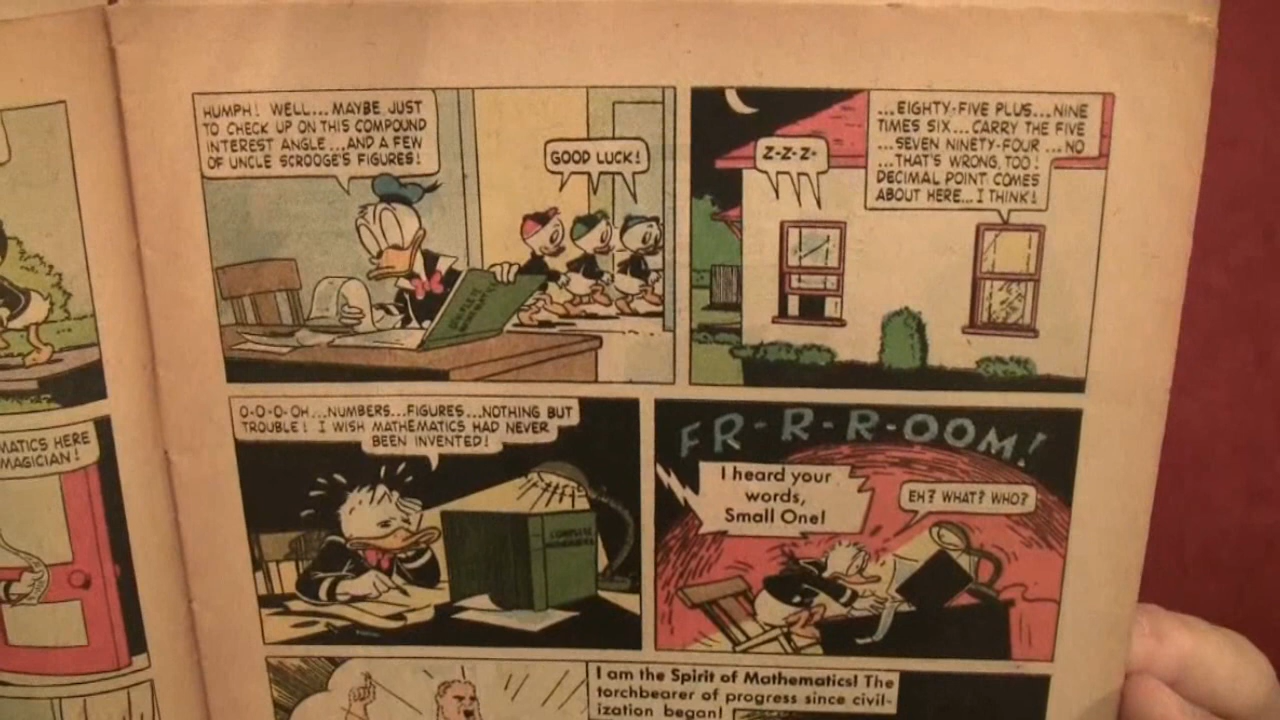 MATICS HERE
MAGICIAN!
HUMPH! WELL...MAYBE JUST
TO CHECK UP ON THIS COMPOUND
INTEREST ANGLE...AND A FEW
OF UNCLE SCROOGE'S FIGURES!
GOOD LUCK!
Z-Z-Z-
...EIGHTY-FIVE PLUS...NINE
TIMES SIX...CARRY THE FIVE
...SEVEN NINETY-FOUR...NO
...THAT'S WRONG, TOO!
DECIMAL POINT COMES
ABOUT HERE...I THINK!
O-O-O-OH...NUMBERS...FIGURES...NOTHING BUT
TROUBLE! I WISH MATHEMATICS HAD NEVER
BEEN INVENTED!
COMPLETE
MATHEMATICS
FR-R-R-OOM!
I heard your
words,
Small One!
EH? WHAT? WHO?
I am the Spirit of Mathematics! The
torchbearer of progress since civil-
ization began!